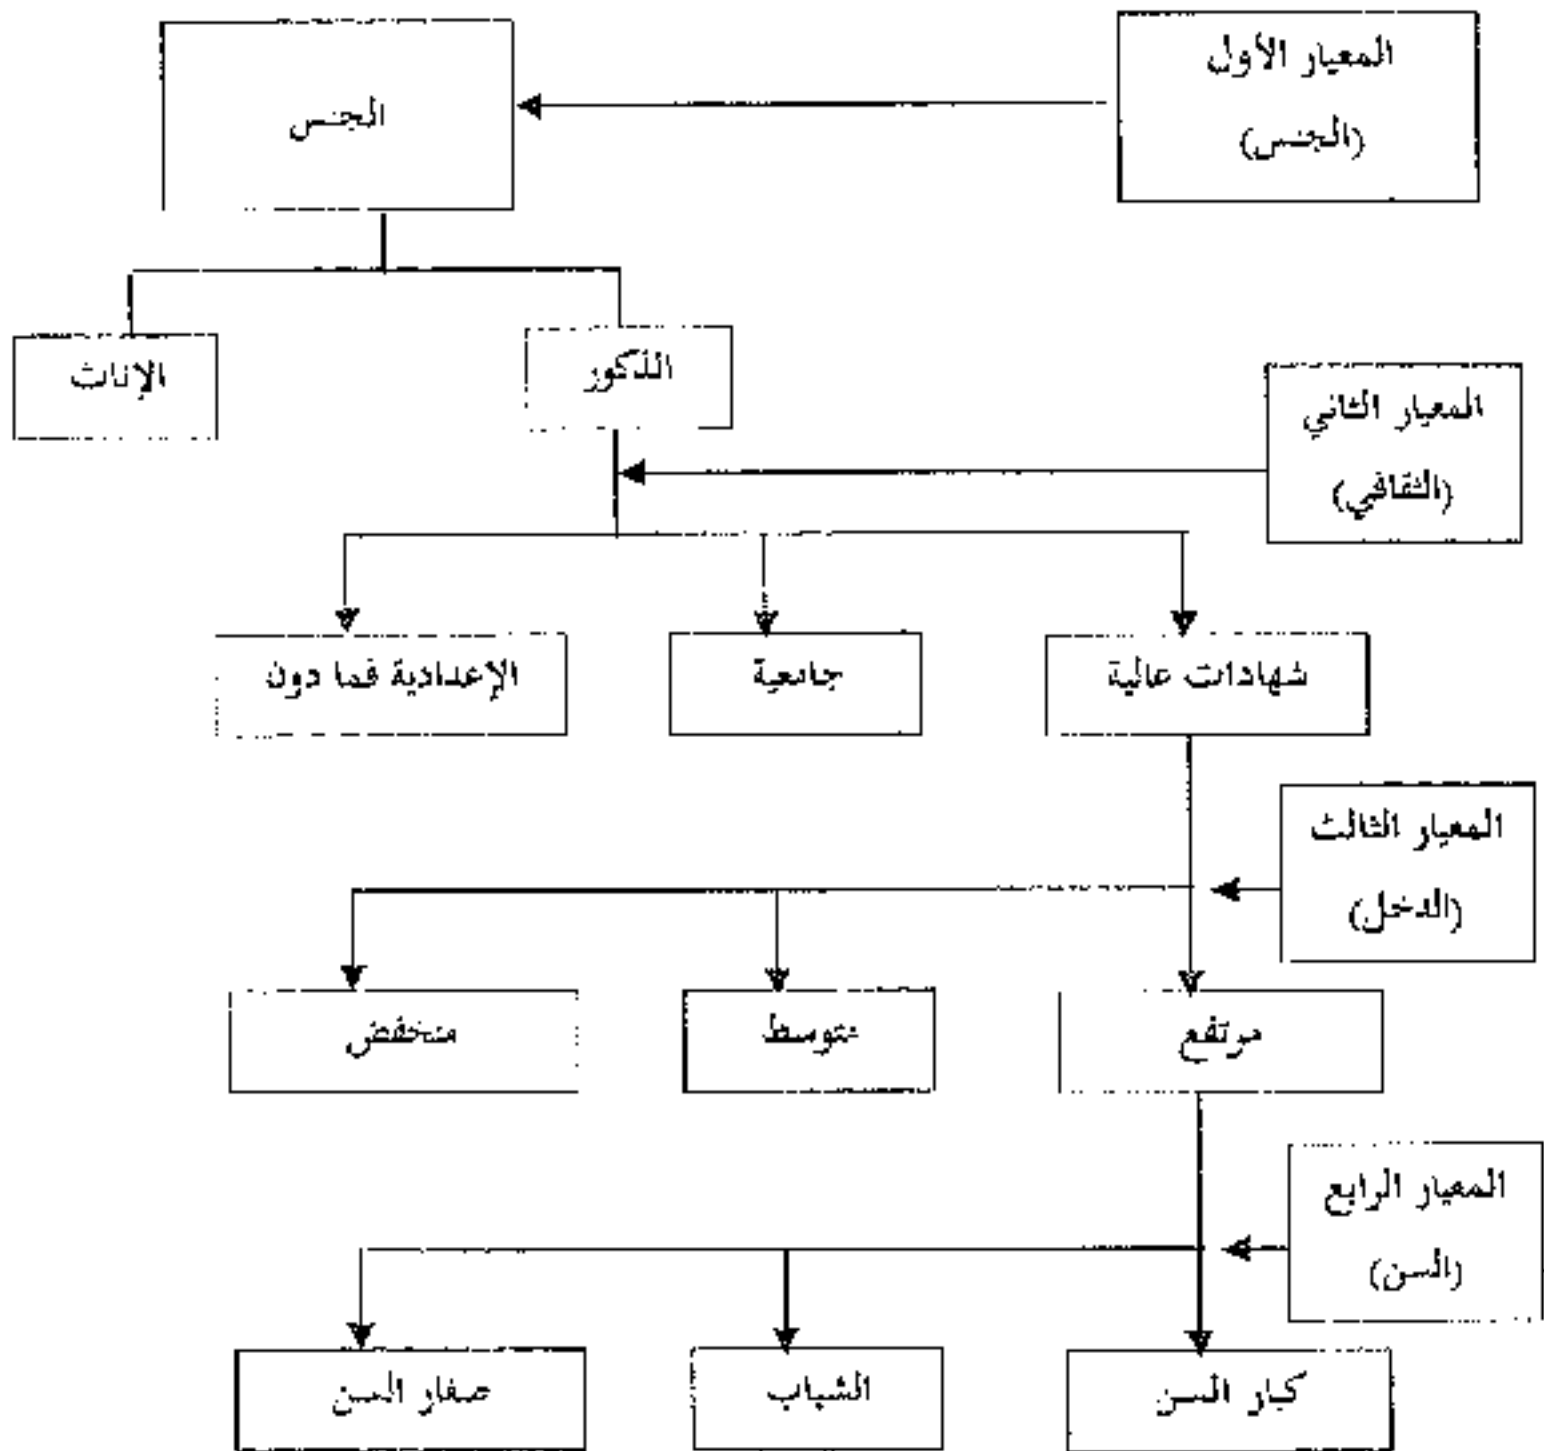 المعيار الأول
(الجنس)
الجنس
الذكور
الإناث
المعيار الثاني
(الثقافي)
شهادات عالية
جامعية
الإعدادية فما دون
المعيار الثالث
(الدخل)
مرتفع
متوسط
منخفض
المعيار الرابع
(السن)
كبار السن
الشباب
صغار السن